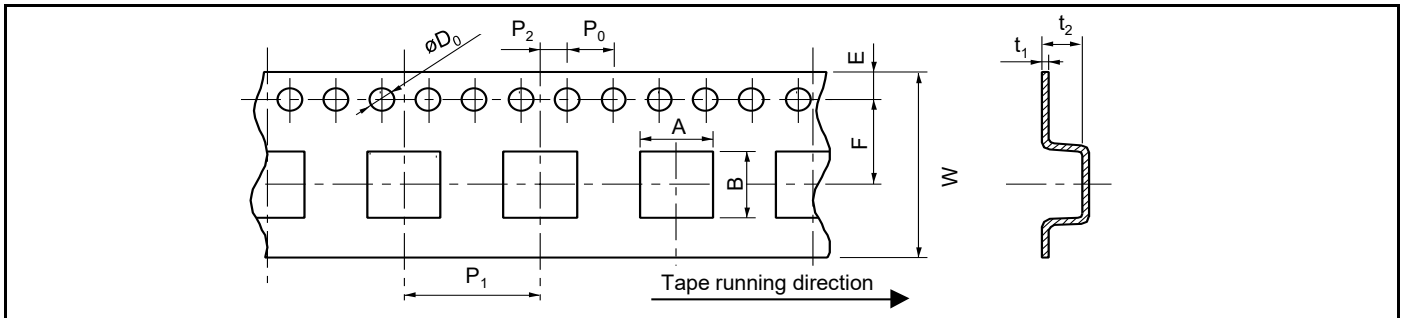 øD₀
P₂
P₀
E
t₁
t₂
A
F
B
W
P₁
Tape running direction